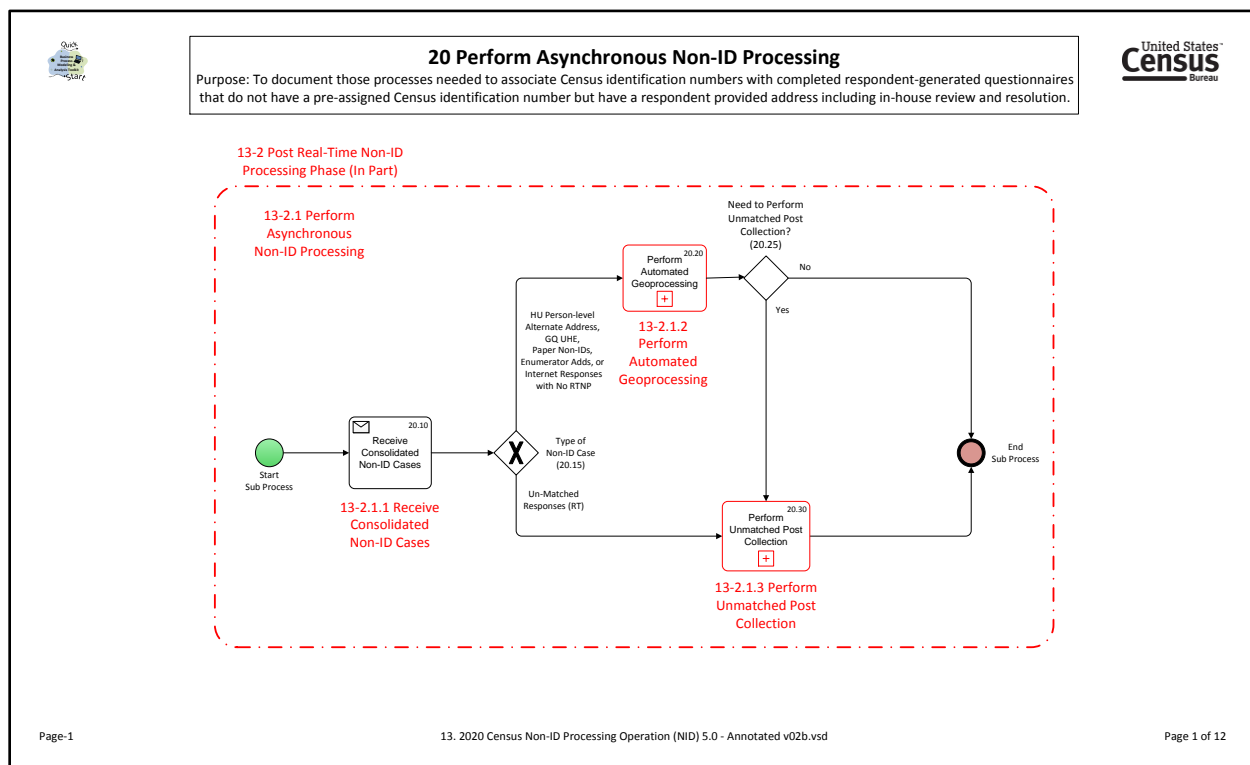 Quick
Business
Process
Modeling &
Analysis Toolkit
Start
20 Perform Asynchronous Non-ID Processing
Purpose: To document those processes needed to associate Census identification numbers with completed respondent-generated questionnaires
that do not have a pre-assigned Census identification number but have a respondent provided address including in-house review and resolution.
United States™
Census
Bureau
13-2 Post Real-Time Non-ID
Processing Phase (In Part)
13-2.1 Perform
Asynchronous
Non-ID Processing
Need to Perform
Unmatched Post
Collection?
(20.25)
20.20
Perform
Automated
Geoprocessing
No
Yes
HU Person-level
Alternate Address,
GQ UHE,
Paper Non-IDs,
Enumerator Adds, or
Internet Responses
with No RTNP
13-2.1.2
Perform
Automated
Geoprocessing
Start
Sub Process
20.10
Receive
Consolidated
Non-ID Cases
X
Type of
Non-ID Case
(20.15)
End
Sub Process
13-2.1.1 Receive
Consolidated
Non-ID Cases
Un-Matched
Responses (RT)
20.30
Perform
Unmatched Post
Collection
13-2.1.3 Perform
Unmatched Post
Collection
Page-1
13. 2020 Census Non-ID Processing Operation (NID) 5.0 - Annotated v02b.vsd
Page 1 of 12